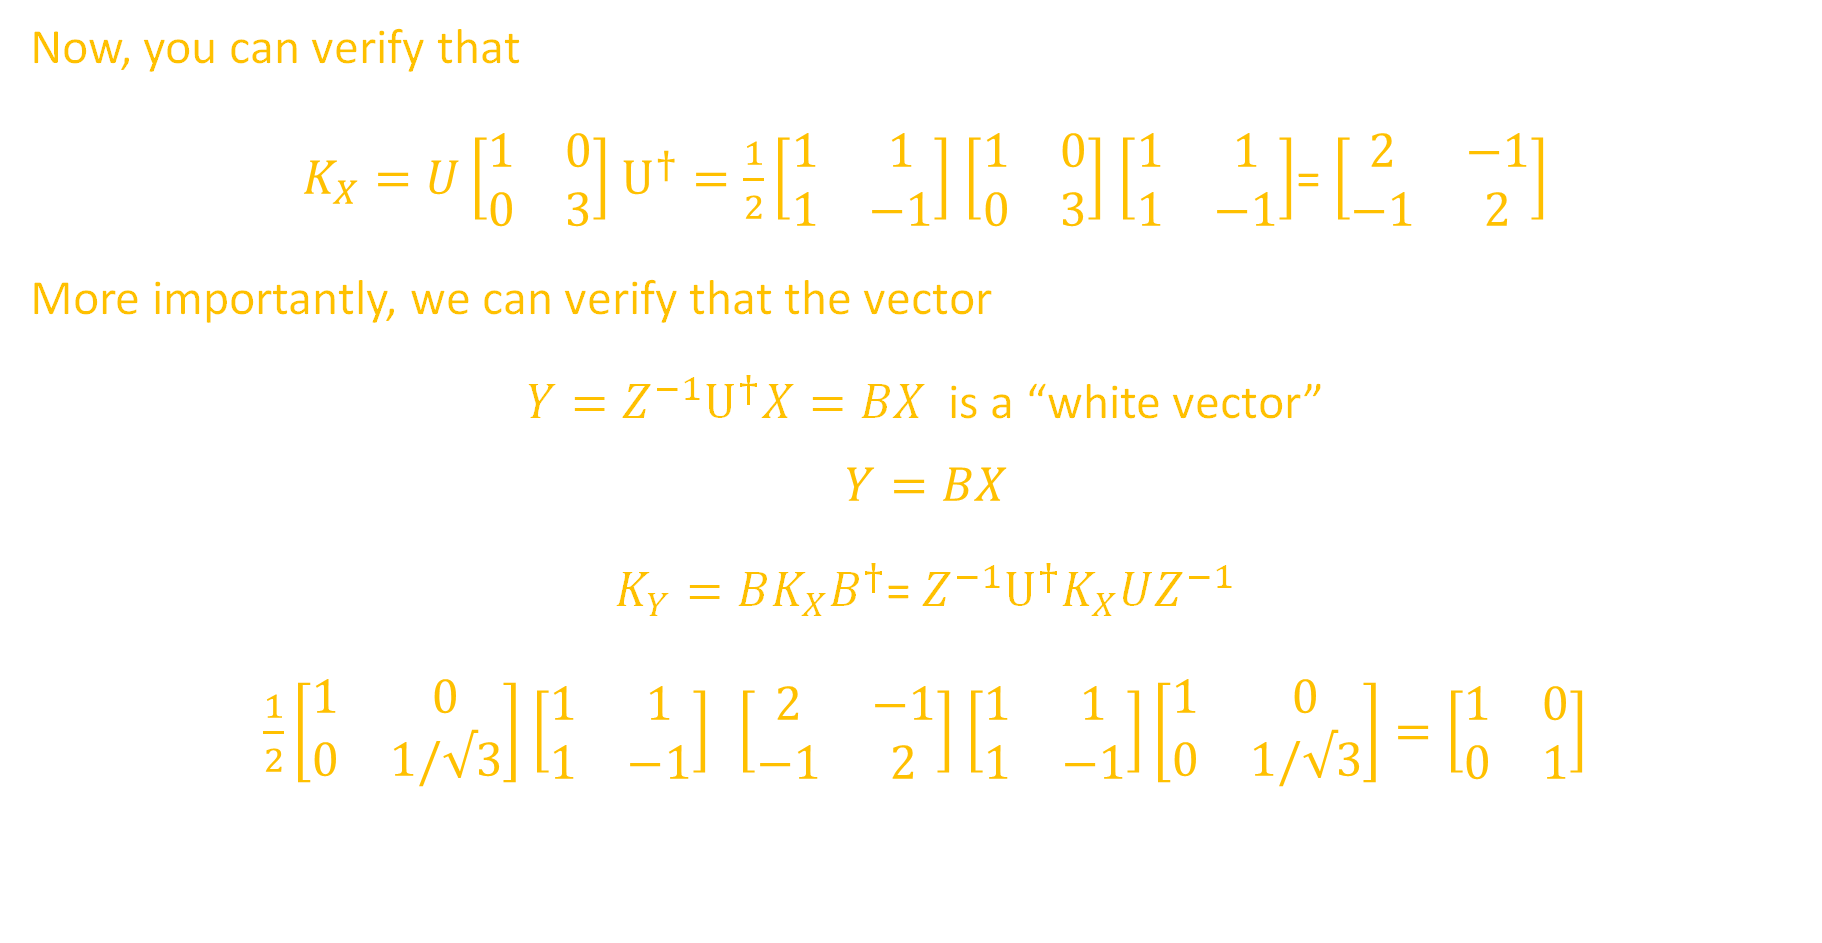 Now, you can verify that
K_X = U [1 0; 0 3] U† = 1/2 [1 1; 1 −1] [1 0; 0 3] [1 1; 1 −1] = [2 −1; −1 2]
More importantly, we can verify that the vector
Y = Z^−1 U† X = BX is a “white vector”
Y = BX
K_Y = B K_X B† = Z^−1 U† K_X U Z^−1
1/2 [1 0; 0 1/√3] [1 1; 1 −1] [2 −1; −1 2] [1 1; 1 −1] [1 0; 0 1/√3] = [1 0; 0 1]